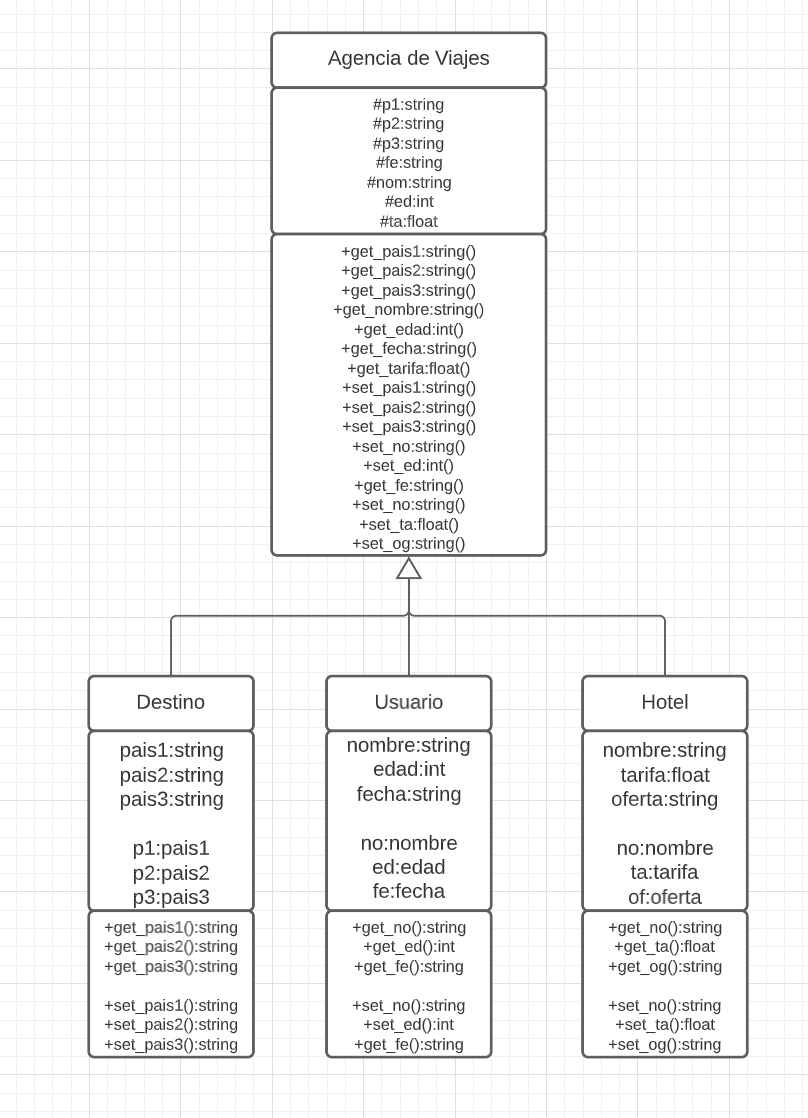 Agencia de Viajes
#p1:string
#p2:string
#p3:string
#fe:string
#nom:string
#ed:int
#ta:float
+get_pais1:string()
+get_pais2:string()
+get_pais3:string()
+get_nombre:string()
+get_edad:int()
+get_fecha:string()
+get_tarifa:float()
+set_pais1:string()
+set_pais2:string()
+set_pais3:string()
+set_no:string()
+set_ed:int()
+get_fe:string()
+set_no:string()
+set_ta:float()
+set_og:string()
Destino
pais1:string
pais2:string
pais3:string
p1:pais1
p2:pais2
p3:pais3
+get_pais1():string
+get_pais2():string
+get_pais3():string
+set_pais1():string
+set_pais2():string
+set_pais3():string
Usuario
nombre:string
edad:int
fecha:string
no:nombre
ed:edad
fe:fecha
+get_no():string
+get_ed():int
+get_fe():string
+set_no():string
+set_ed():int
+get_fe():string
Hotel
nombre:string
tarifa:float
oferta:string
no:nombre
ta:tarifa
of:oferta
+get_no():string
+get_ta():float
+get_og():string
+set_no():string
+set_ta():float
+set_og():string